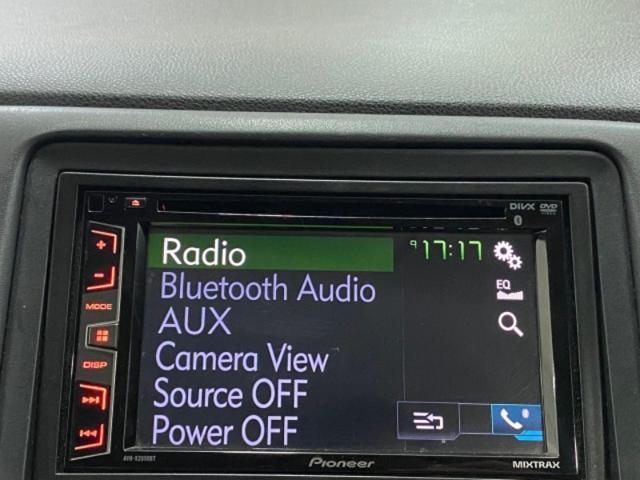 DIVX DVD
Radio
17:17
Bluetooth Audio
EQ
AUX
MODE
Camera View
DISP
Source OFF
Power OFF
Pioneer
MIXTRAX